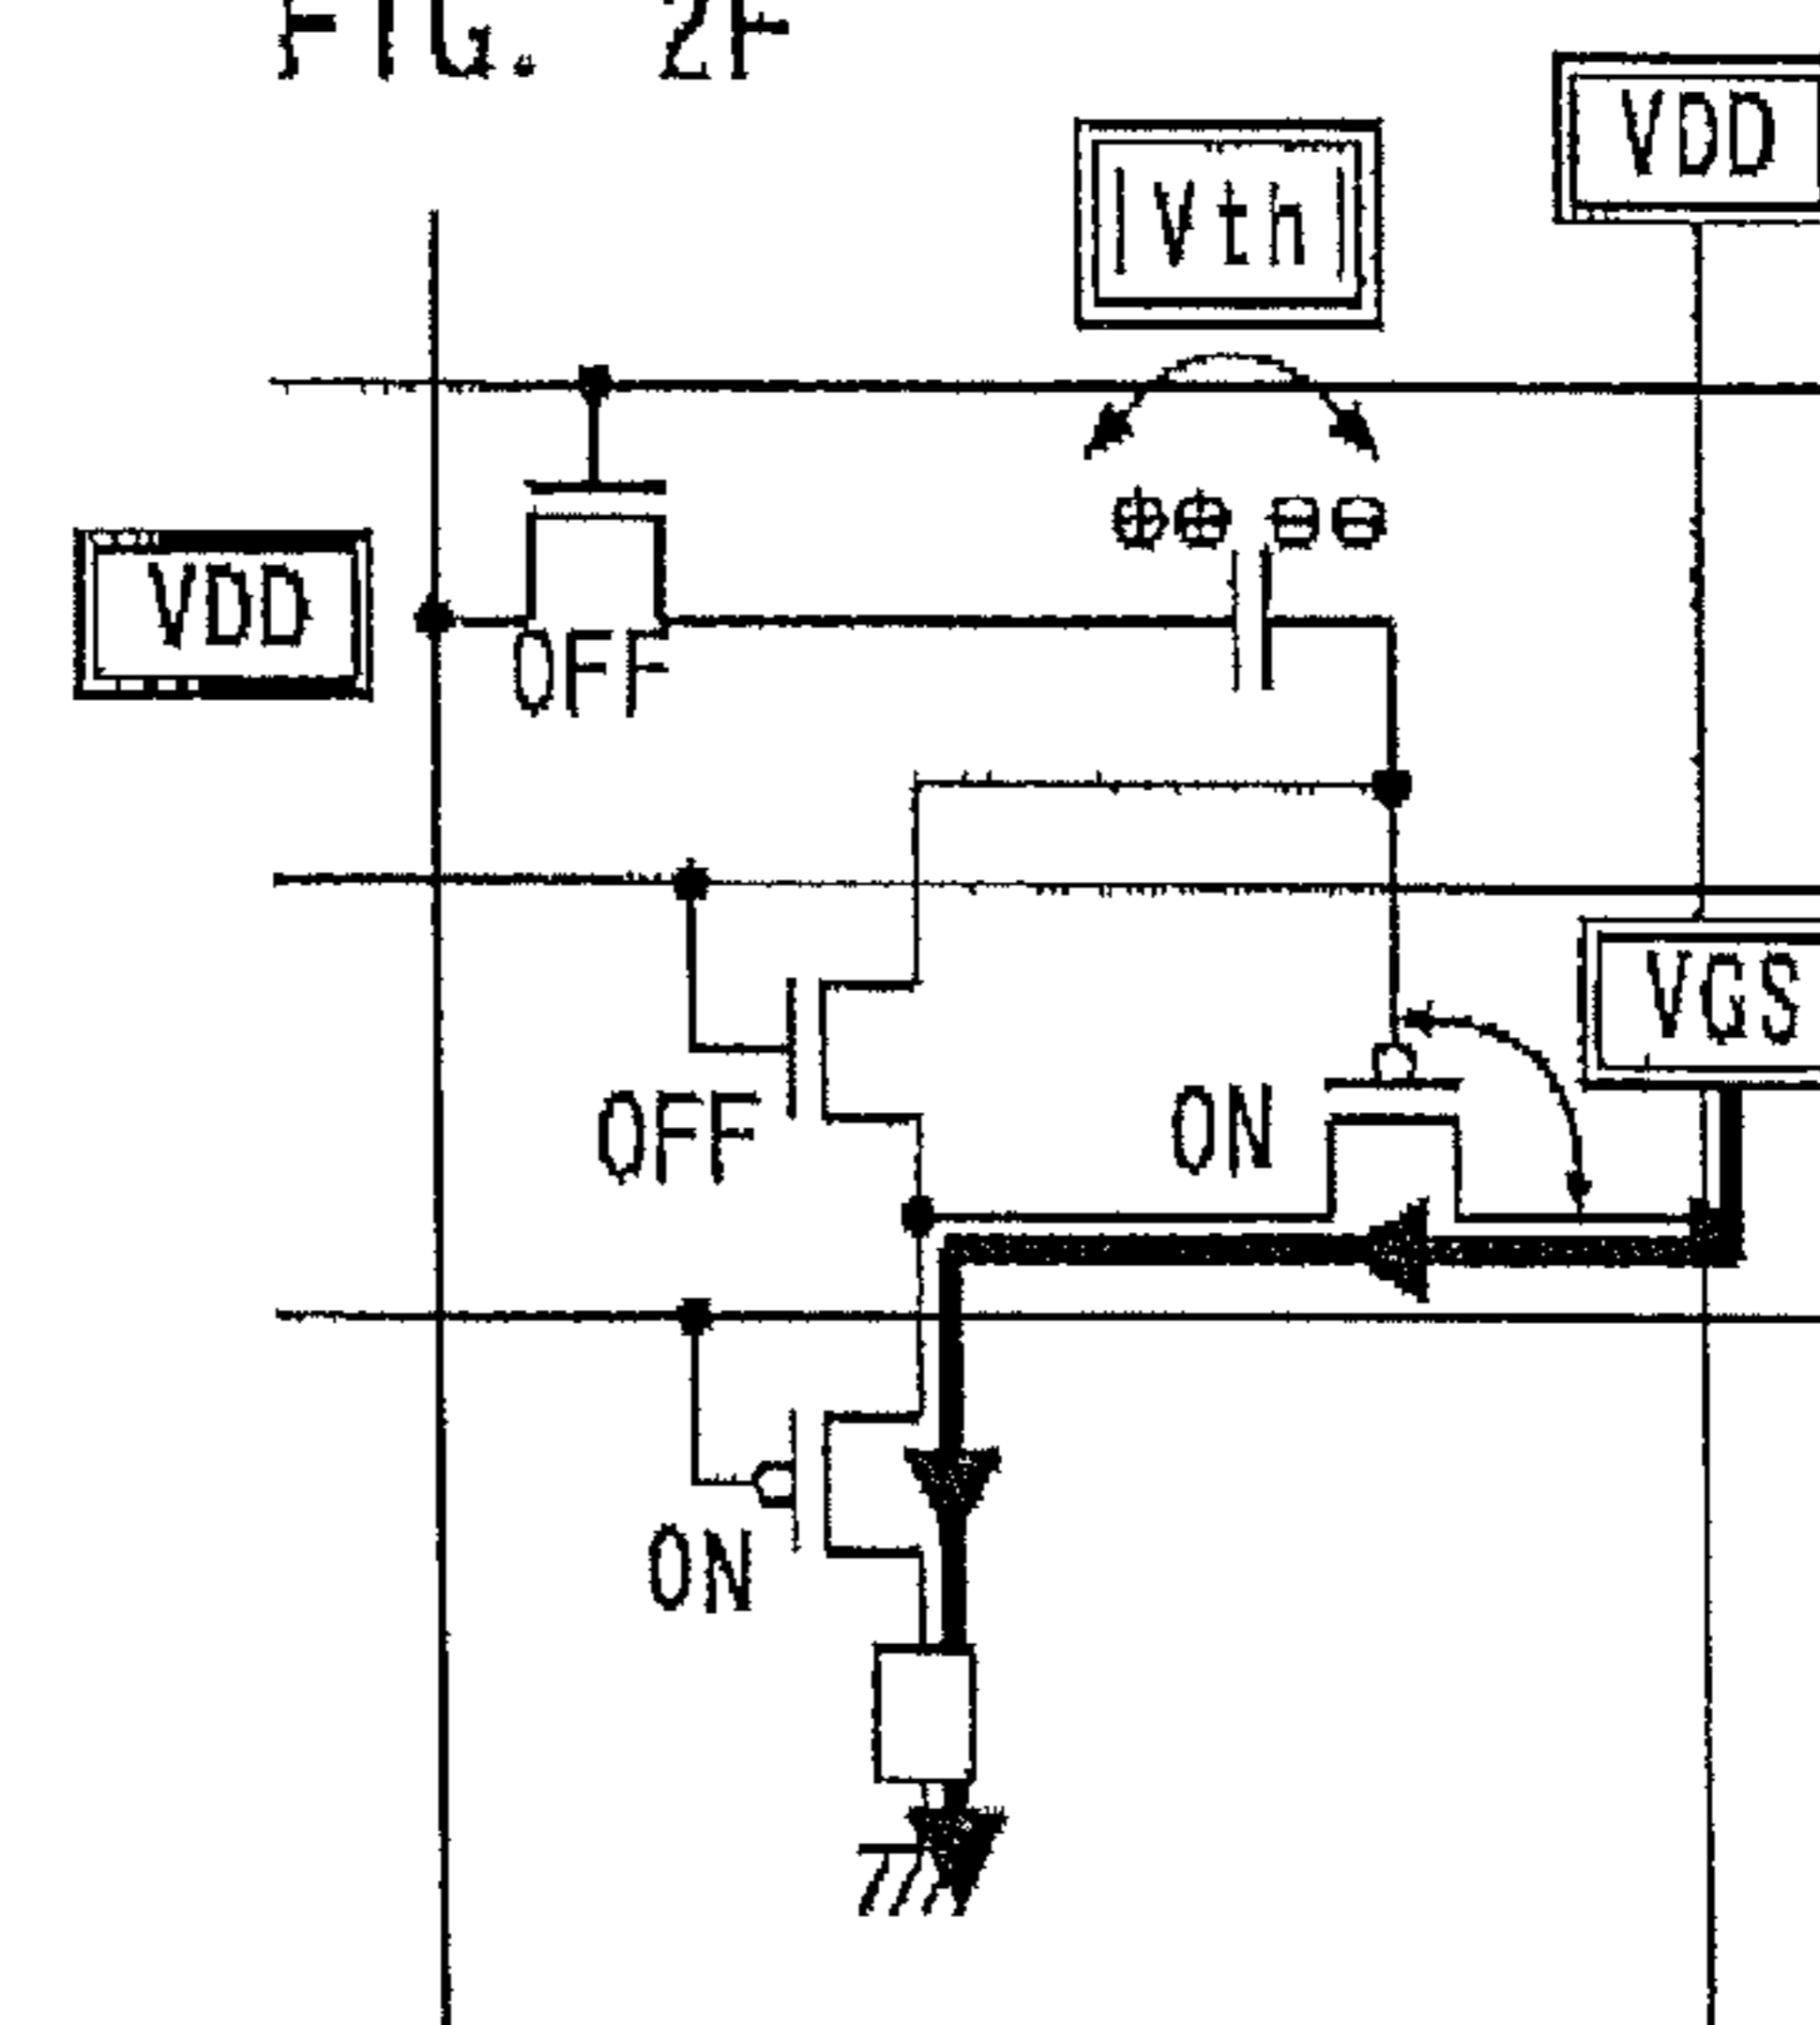 FIG. 2F
VDD
|Vth|
VDD
OFF
VGS
OFF
ON
ON